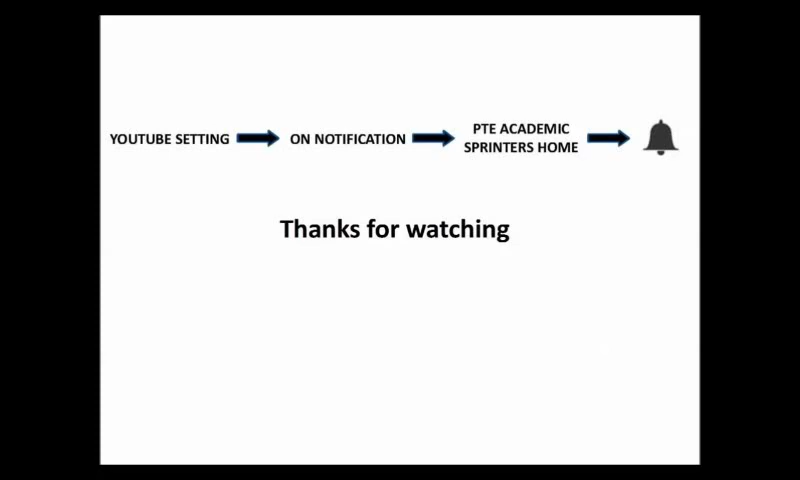 YOUTUBE SETTING
ON NOTIFICATION
PTE ACADEMIC
SPRINTERS HOME
Thanks for watching